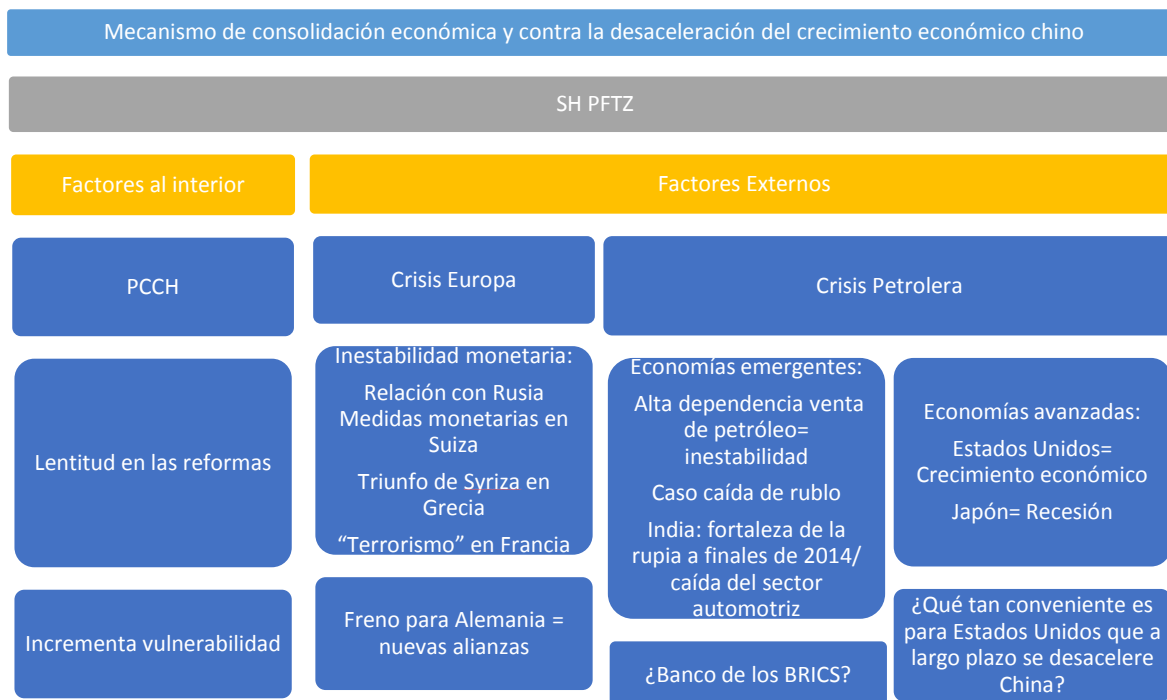 Mecanismo de consolidación económica y contra la desaceleración del crecimiento económico chino
SH PFTZ
Factores al interior
Factores Externos
PCCH
Crisis Europa
Crisis Petrolera
Lentitud en las reformas
Inestabilidad monetaria:
Relación con Rusia
Medidas monetarias en
Suiza
Triunfo de Syriza en
Grecia
“Terrorismo” en Francia
Economías emergentes:
Alta dependencia venta
de petróleo=
inestabilidad
Caso caída de rublo
India: fortaleza de la
rupia a finales de 2014/
caída del sector
automotriz
Economías avanzadas:
Estados Unidos=
Crecimiento económico
Japón= Recesión
Incrementa vulnerabilidad
Freno para Alemania =
nuevas alianzas
¿Banco de los BRICS?
¿Qué tan conveniente es
para Estados Unidos que a
largo plazo se desacelere
China?